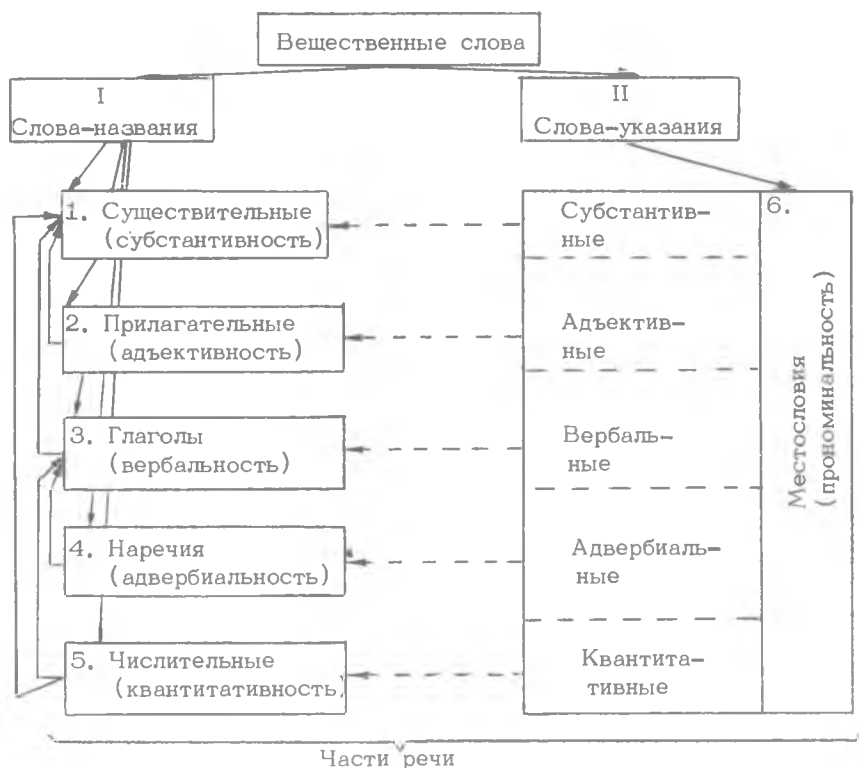 Вещественные слова
I
Слова-названия
II
Слова-указания
1. Существительные
(субстантивность)
2. Прилагательные
(адъективность)
3. Глаголы
(вербальность)
4. Наречия
(адвербиальность)
5. Числительные
(квантитативность)
Субстантив-
ные
Адъектив-
ные
Вербаль-
ные
Адвербиаль-
ные
Квантита-
тивные
6.
Местословия
(прономинальность)
Части речи